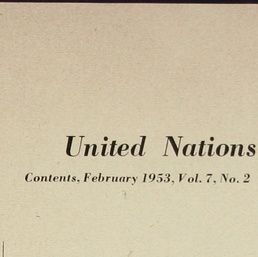 United Nations
Contents, February 1953, Vol. 7, No. 2